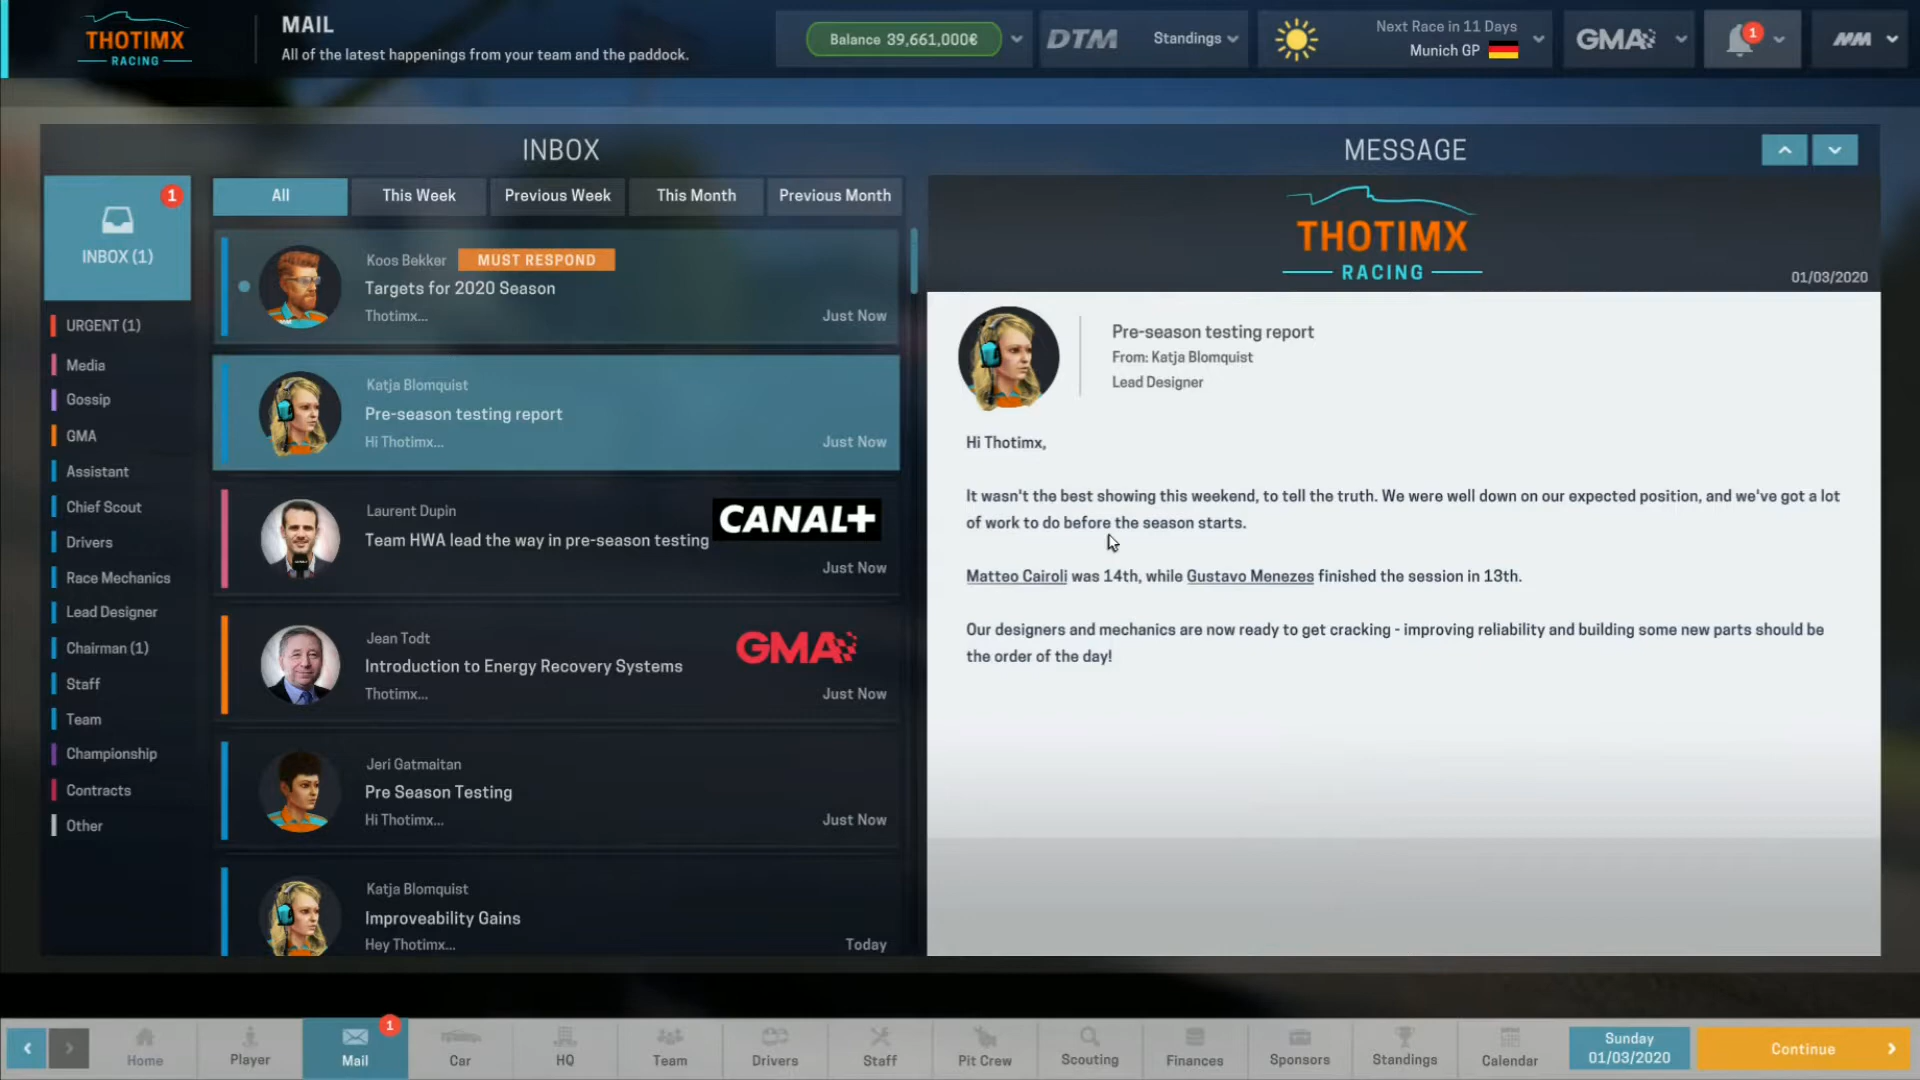 THOTIMX
RACING
MAIL
All of the latest happenings from your team and the paddock.
Balance 39,661,000€
DTM
Standings
Next Race in 11 Days
Munich GP
GMA
1
MM
INBOX
MESSAGE
1
INBOX (1)
URGENT (1)
Media
Gossip
GMA
Assistant
Chief Scout
Drivers
Race Mechanics
Lead Designer
Chairman (1)
Staff
Team
Championship
Contracts
Other
All
This Week
Previous Week
This Month
Previous Month
Koos Bekker
MUST RESPOND
Targets for 2020 Season
Thotimx...
Just Now
Katja Blomquist
Pre-season testing report
Hi Thotimx...
Just Now
Laurent Dupin
CANAL+
Team HWA lead the way in pre-season testing
Just Now
Jean Todt
GMA
Introduction to Energy Recovery Systems
Thotimx...
Just Now
Jeri Gatmaitan
Pre Season Testing
Hi Thotimx...
Just Now
Katja Blomquist
Improveability Gains
Hey Thotimx...
Today
THOTIMX
RACING
01/03/2020
Pre-season testing report
From: Katja Blomquist
Lead Designer
Hi Thotimx,
It wasn't the best showing this weekend, to tell the truth. We were well down on our expected position, and we've got a lot
of work to do before the season starts.
Matteo Cairoli was 14th, while Gustavo Menezes finished the session in 13th.
Our designers and mechanics are now ready to get cracking - improving reliability and building some new parts should be
the order of the day!
Home
Player
1
Mail
Car
HQ
Team
Drivers
Staff
Pit Crew
Scouting
Finances
Sponsors
Standings
Calendar
Sunday
01/03/2020
Continue